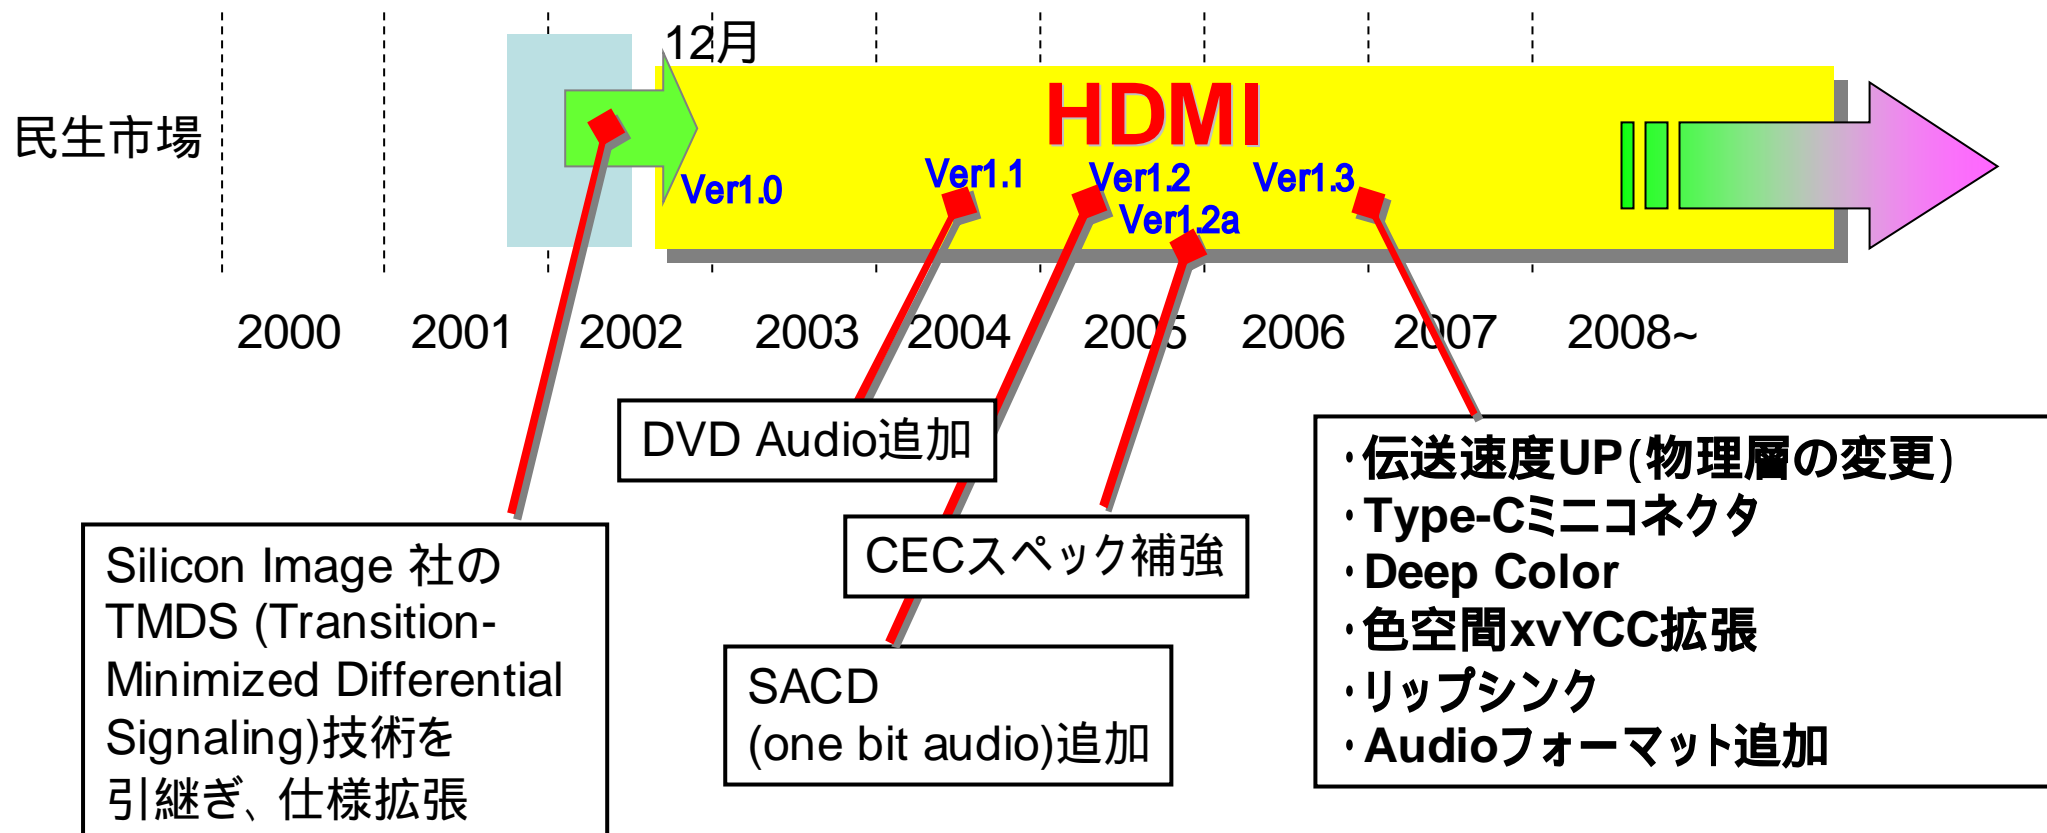 12月
民生市場
HDMI
Ver1.0
Ver1.1
Ver1.2
Ver1.2a
Ver1.3
2000
2001
2002
2003
2004
2005
2006
2007
2008~
DVD Audio追加
CECスペック補強
SACD
(one bit audio)追加
Silicon Image 社の
TMDS (Transition-
Minimized Differential
Signaling)技術を
引継ぎ、仕様拡張
・伝送速度UP(物理層の変更)
・Type-Cミニコネクタ
・Deep Color
・色空間xvYCC拡張
・リップシンク
・Audioフォーマット追加